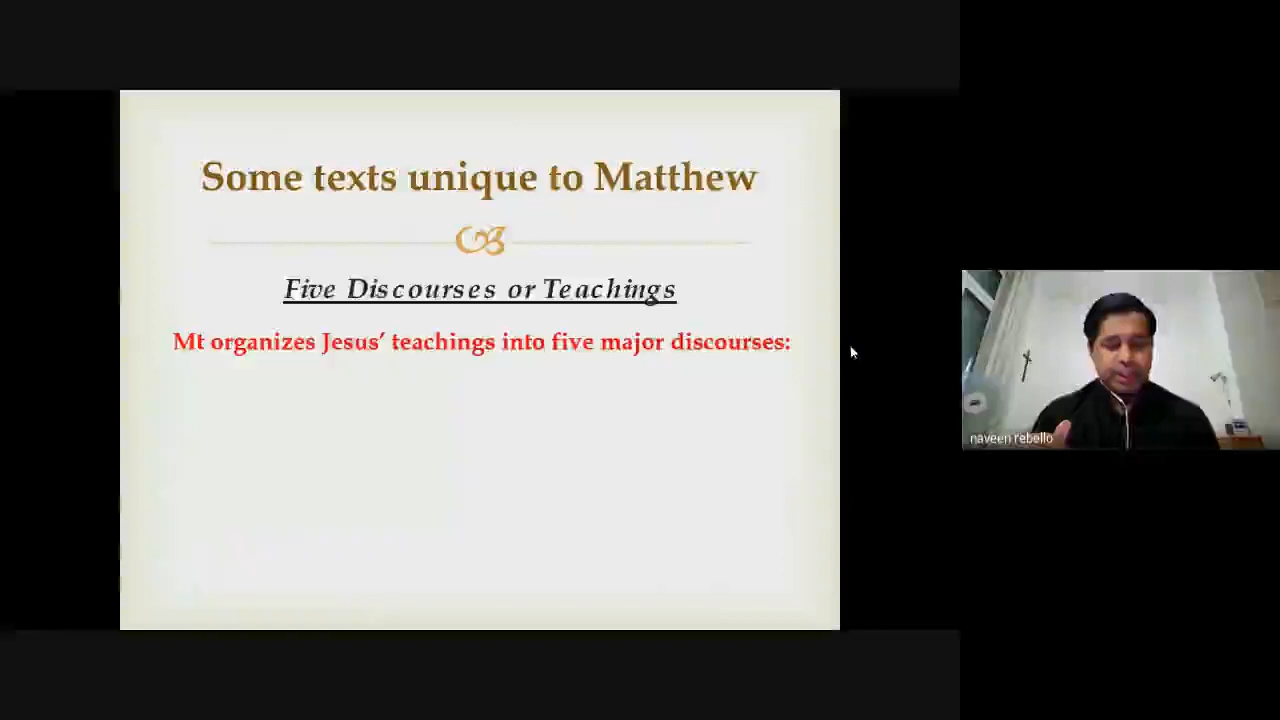 Some texts unique to Matthew
Five Discourses or Teachings
Mt organizes Jesus’ teachings into five major discourses:
naveen rebello